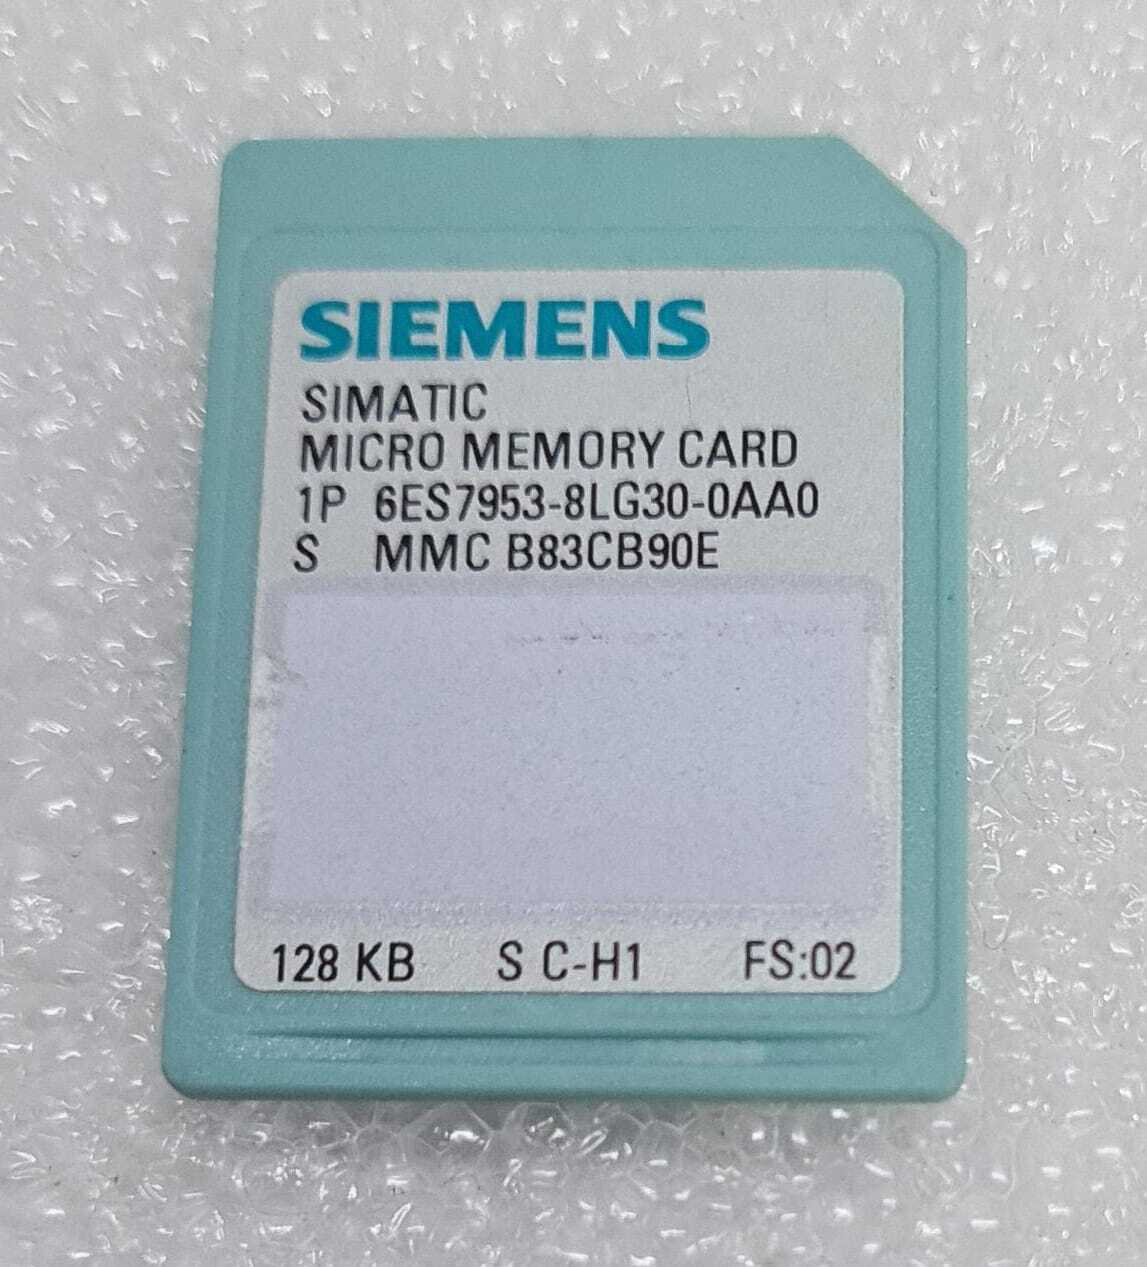 SIEMENS
SIMATIC
MICRO MEMORY CARD
1P 6ES7953-8LG30-0AA0
S MMC B83CB90E
128 KB S C-H1 FS:02